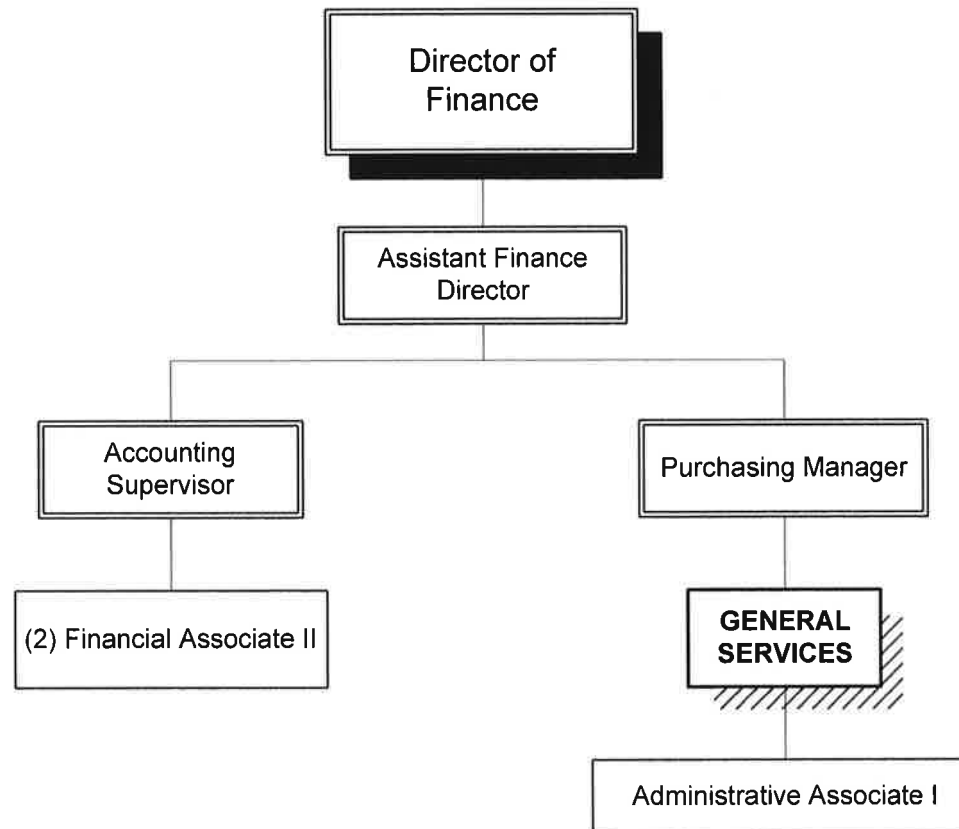 Director of
Finance
Assistant Finance
Director
Accounting
Supervisor
Purchasing Manager
(2) Financial Associate II
GENERAL
SERVICES
Administrative Associate I